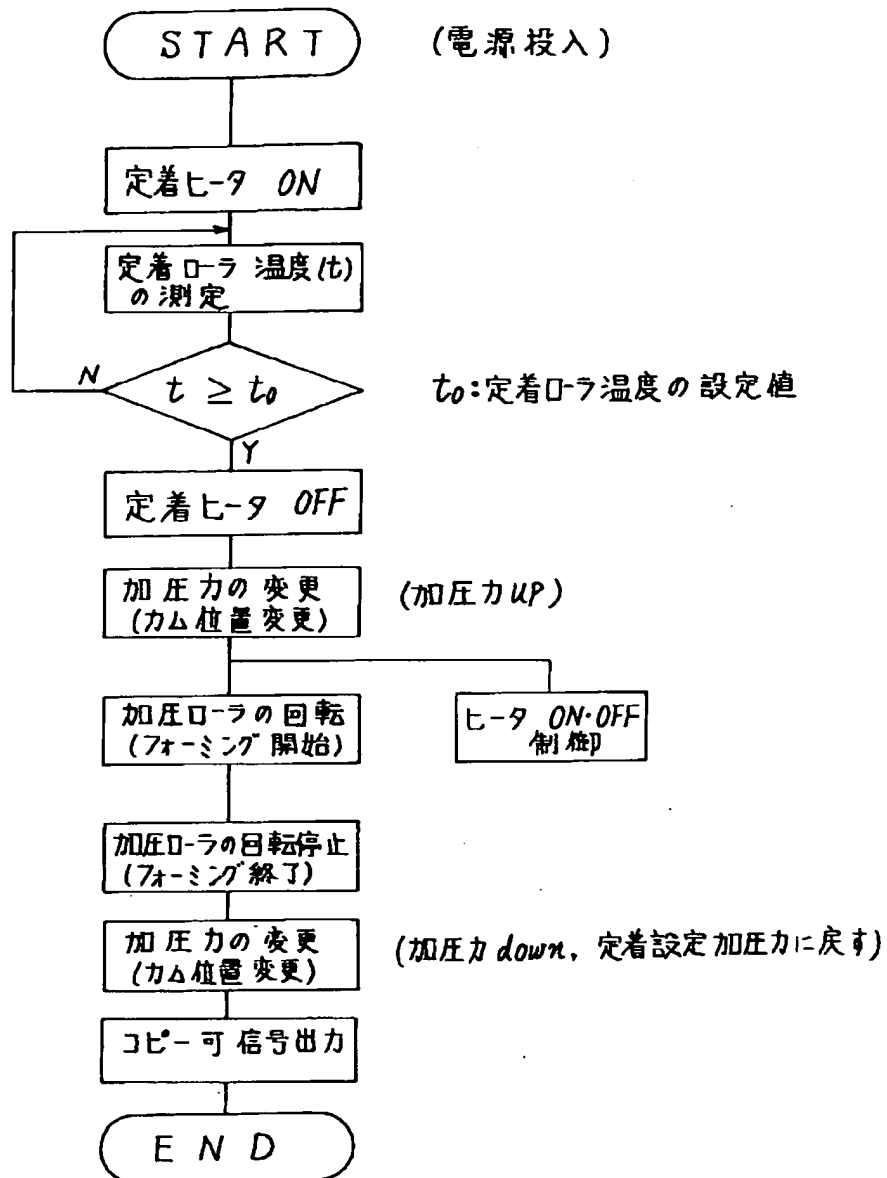 START (電源投入)
定着ヒータ ON
定着ローラ 温度(t)
の測定
N
t ≥ t₀
t₀:定着ローラ温度の設定値
Y
定着ヒータ OFF
加圧力の変更
(カム位置変更)
(加圧力UP)
加圧ローラの回転
(フォーミング開始)
ヒータ ON・OFF
制御
加圧ローラの回転停止
(フォーミング終了)
加圧力の変更
(カム位置変更)
(加圧力down, 定着設定加圧力に戻す)
コピー可信号出力
END